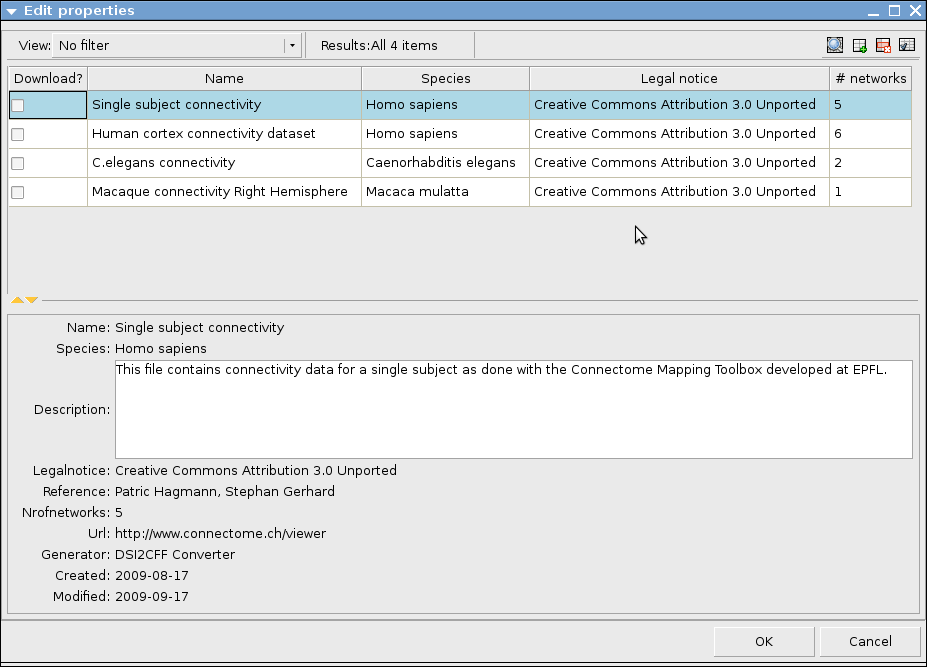 Edit properties
View: No filter Results:All 4 items
Download? Name Species Legal notice # networks
Single subject connectivity Homo sapiens Creative Commons Attribution 3.0 Unported 5
Human cortex connectivity dataset Homo sapiens Creative Commons Attribution 3.0 Unported 6
C.elegans connectivity Caenorhabditis elegans Creative Commons Attribution 3.0 Unported 2
Macaque connectivity Right Hemisphere Macaca mulatta Creative Commons Attribution 3.0 Unported 1
Name: Single subject connectivity
Species: Homo sapiens
This file contains connectivity data for a single subject as done with the Connectome Mapping Toolbox developed at EPFL.
Description:
Legalnotice: Creative Commons Attribution 3.0 Unported
Reference: Patric Hagmann, Stephan Gerhard
Nrofnetworks: 5
Url: http://www.connectome.ch/viewer
Generator: DSI2CFF Converter
Created: 2009-08-17
Modified: 2009-09-17
OK Cancel